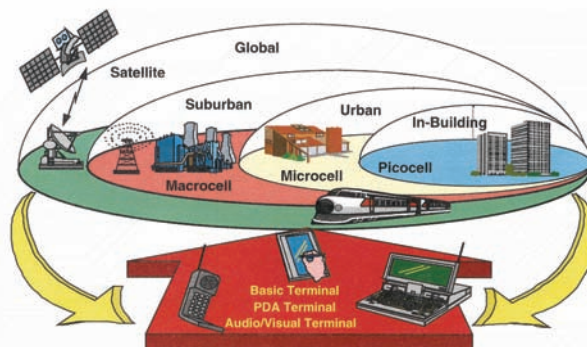 Global
Satellite
Suburban
Urban
In-Building
Macrocell
Microcell
Picocell
Basic Terminal
PDA Terminal
Audio/Visual Terminal